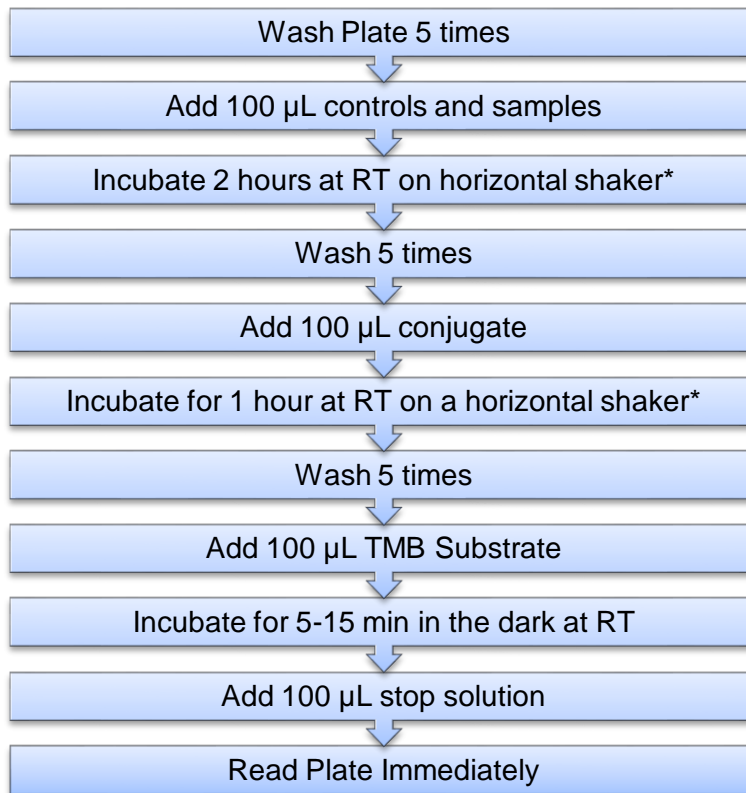 Wash Plate 5 times
Add 100 µL controls and samples
Incubate 2 hours at RT on horizontal shaker*
Wash 5 times
Add 100 µL conjugate
Incubate for 1 hour at RT on a horizontal shaker*
Wash 5 times
Add 100 µL TMB Substrate
Incubate for 5-15 min in the dark at RT
Add 100 µL stop solution
Read Plate Immediately